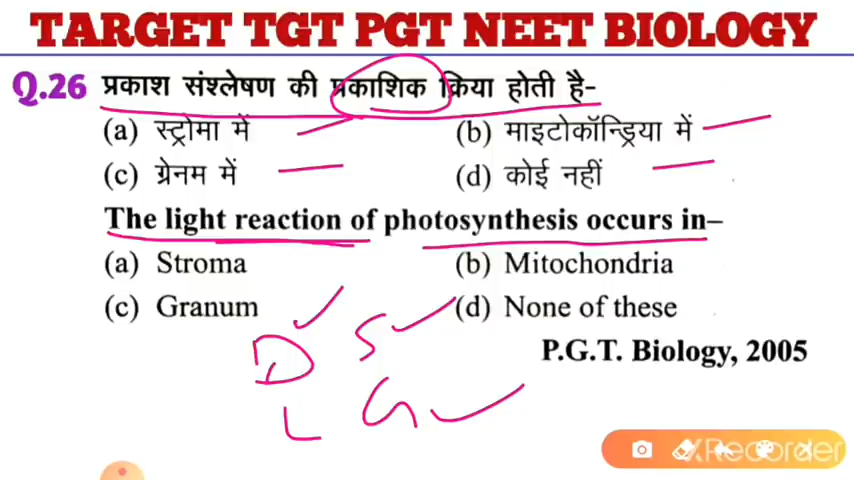 TARGET TGT PGT NEET BIOLOGY
Q.26 प्रकाश संश्लेषण की प्रकाशिक क्रिया होती है-
(a) स्ट्रोमा में (b) माइटोकॉन्ड्रिया में
(c) ग्रेनम में (d) कोई नहीं
The light reaction of photosynthesis occurs in–
(a) Stroma (b) Mitochondria
(c) Granum (d) None of these
P.G.T. Biology, 2005
D S
L G
XRecorder